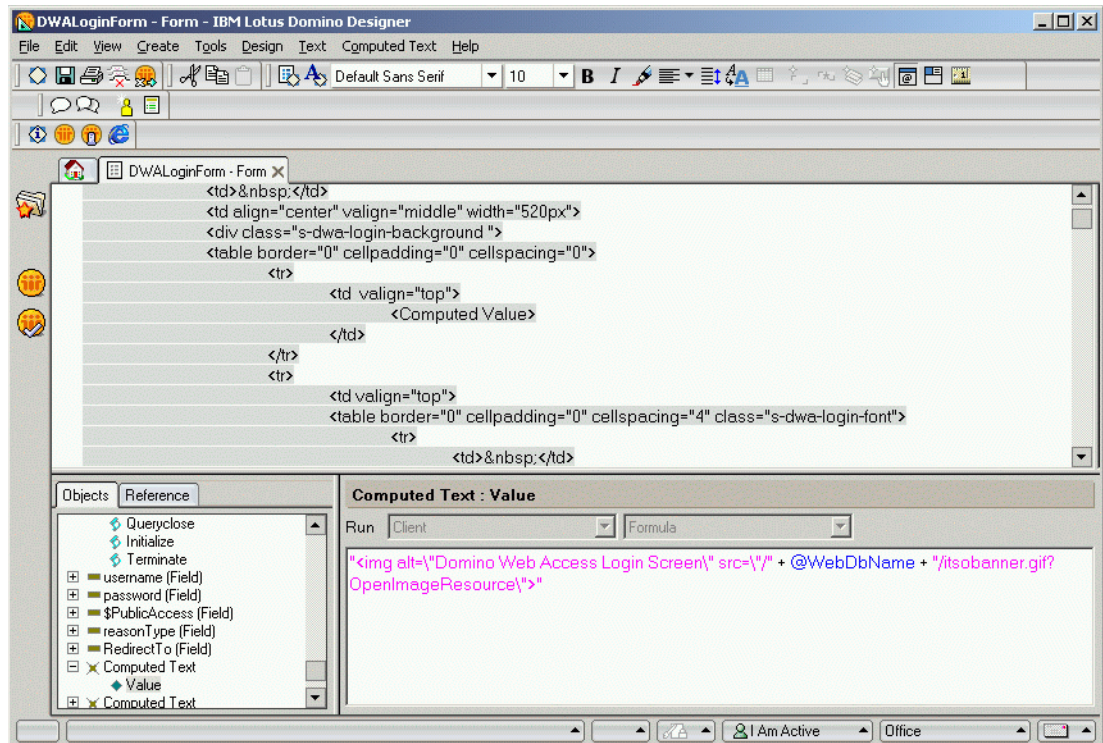 DWALoginForm - Form - IBM Lotus Domino Designer
File Edit View Create Tools Design Text Computed Text Help
Default Sans Serif 10 B I
DWALoginForm - Form
<td>&nbsp;</td>
<td align="center" valign="middle" width="520px">
<div class="s-dwa-login-background ">
<table border="0" cellpadding="0" cellspacing="0">
<tr>
<td valign="top">
<Computed Value>
</td>
</tr>
<tr>
<td valign="top">
<table border="0" cellpadding="0" cellspacing="4" class="s-dwa-login-font">
<tr>
<td>&nbsp;</td>
Objects Reference
Queryclose
Initialize
Terminate
username (Field)
password (Field)
$PublicAccess (Field)
reasonType (Field)
RedirectTo (Field)
Computed Text
Value
Computed Text
Computed Text : Value
Run Client Formula
"<img alt=\"Domino Web Access Login Screen\" src=\"/" + @WebDbName + "/itsobanner.gif?
OpenImageResource\">"
I Am Active Office